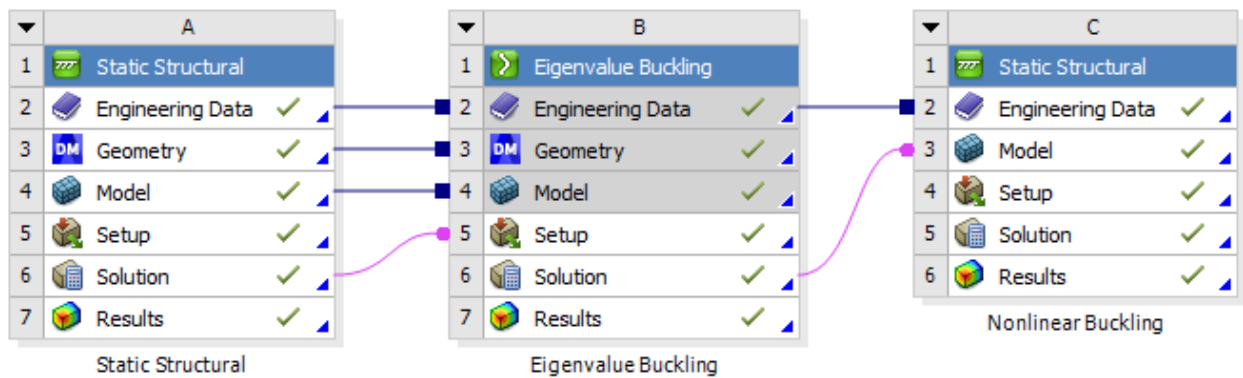 A
1 Static Structural
2 Engineering Data
3 DM Geometry
4 Model
5 Setup
6 Solution
7 Results
Static Structural
B
1 Eigenvalue Buckling
2 Engineering Data
3 DM Geometry
4 Model
5 Setup
6 Solution
7 Results
Eigenvalue Buckling
C
1 Static Structural
2 Engineering Data
3 Model
4 Setup
5 Solution
6 Results
Nonlinear Buckling